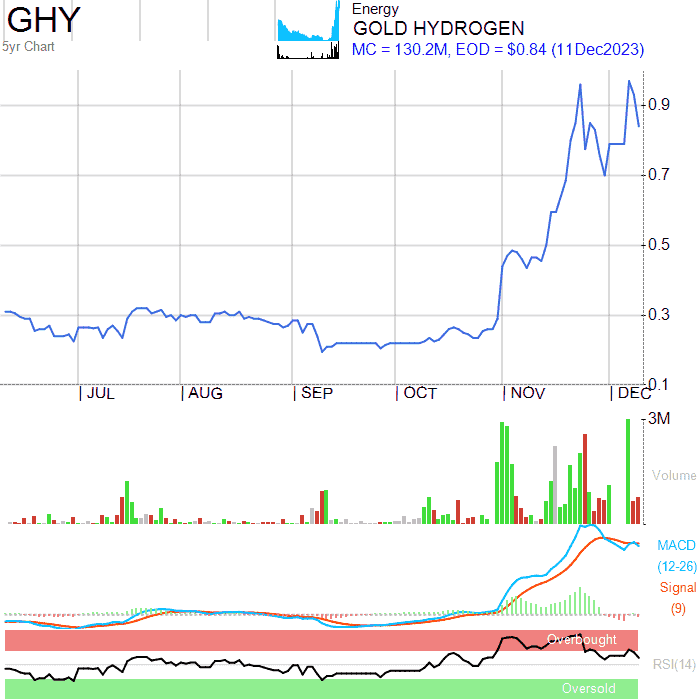 GHY
5yr Chart
Energy
GOLD HYDROGEN
MC = 130.2M, EOD = $0.84 (11Dec2023)
0.9
0.7
0.5
0.3
0.1
JUL AUG SEP OCT NOV DEC
3M
Volume
MACD
(12-26)
Signal
(9)
Overbought
RSI(14)
Oversold